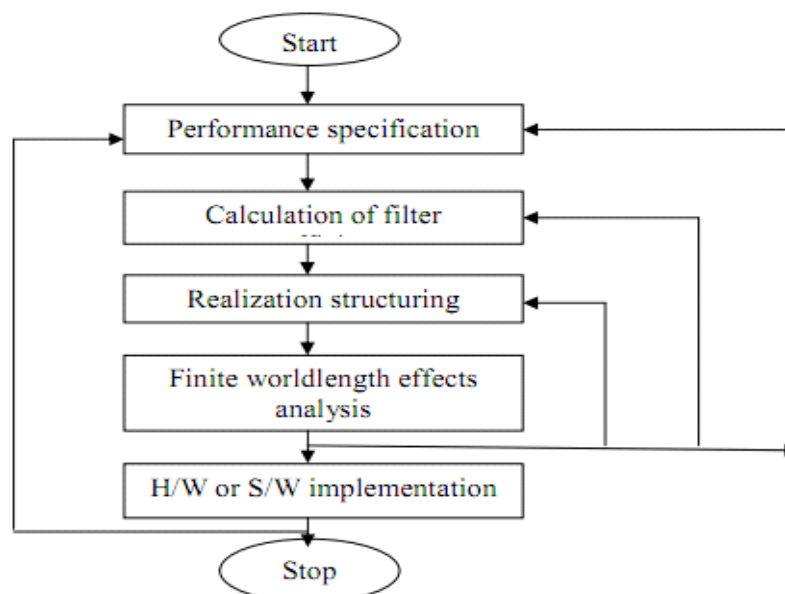 Start
Performance specification
Calculation of filter
Realization structuring
Finite worldlength effects
analysis
H/W or S/W implementation
Stop